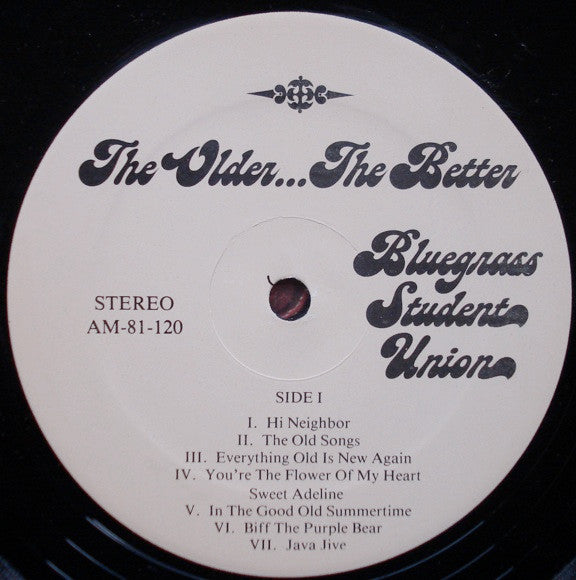 The Older...The Better
Bluegrass
Student
Union
STEREO
AM-81-120
SIDE I
I. Hi Neighbor
II. The Old Songs
III. Everything Old Is New Again
IV. You're The Flower Of My Heart
Sweet Adeline
V. In The Good Old Summertime
VI. Biff The Purple Bear
VII. Java Jive